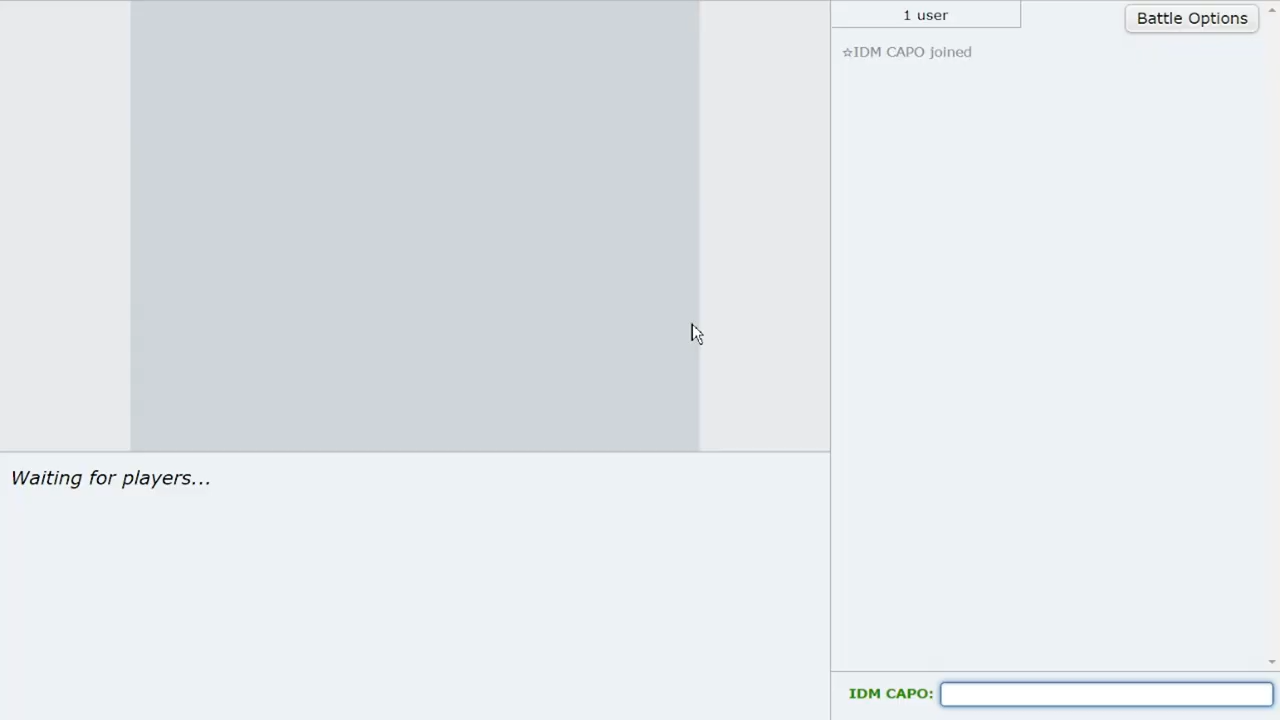 1 user
Battle Options
☆IDM CAPO joined
Waiting for players...
IDM CAPO: